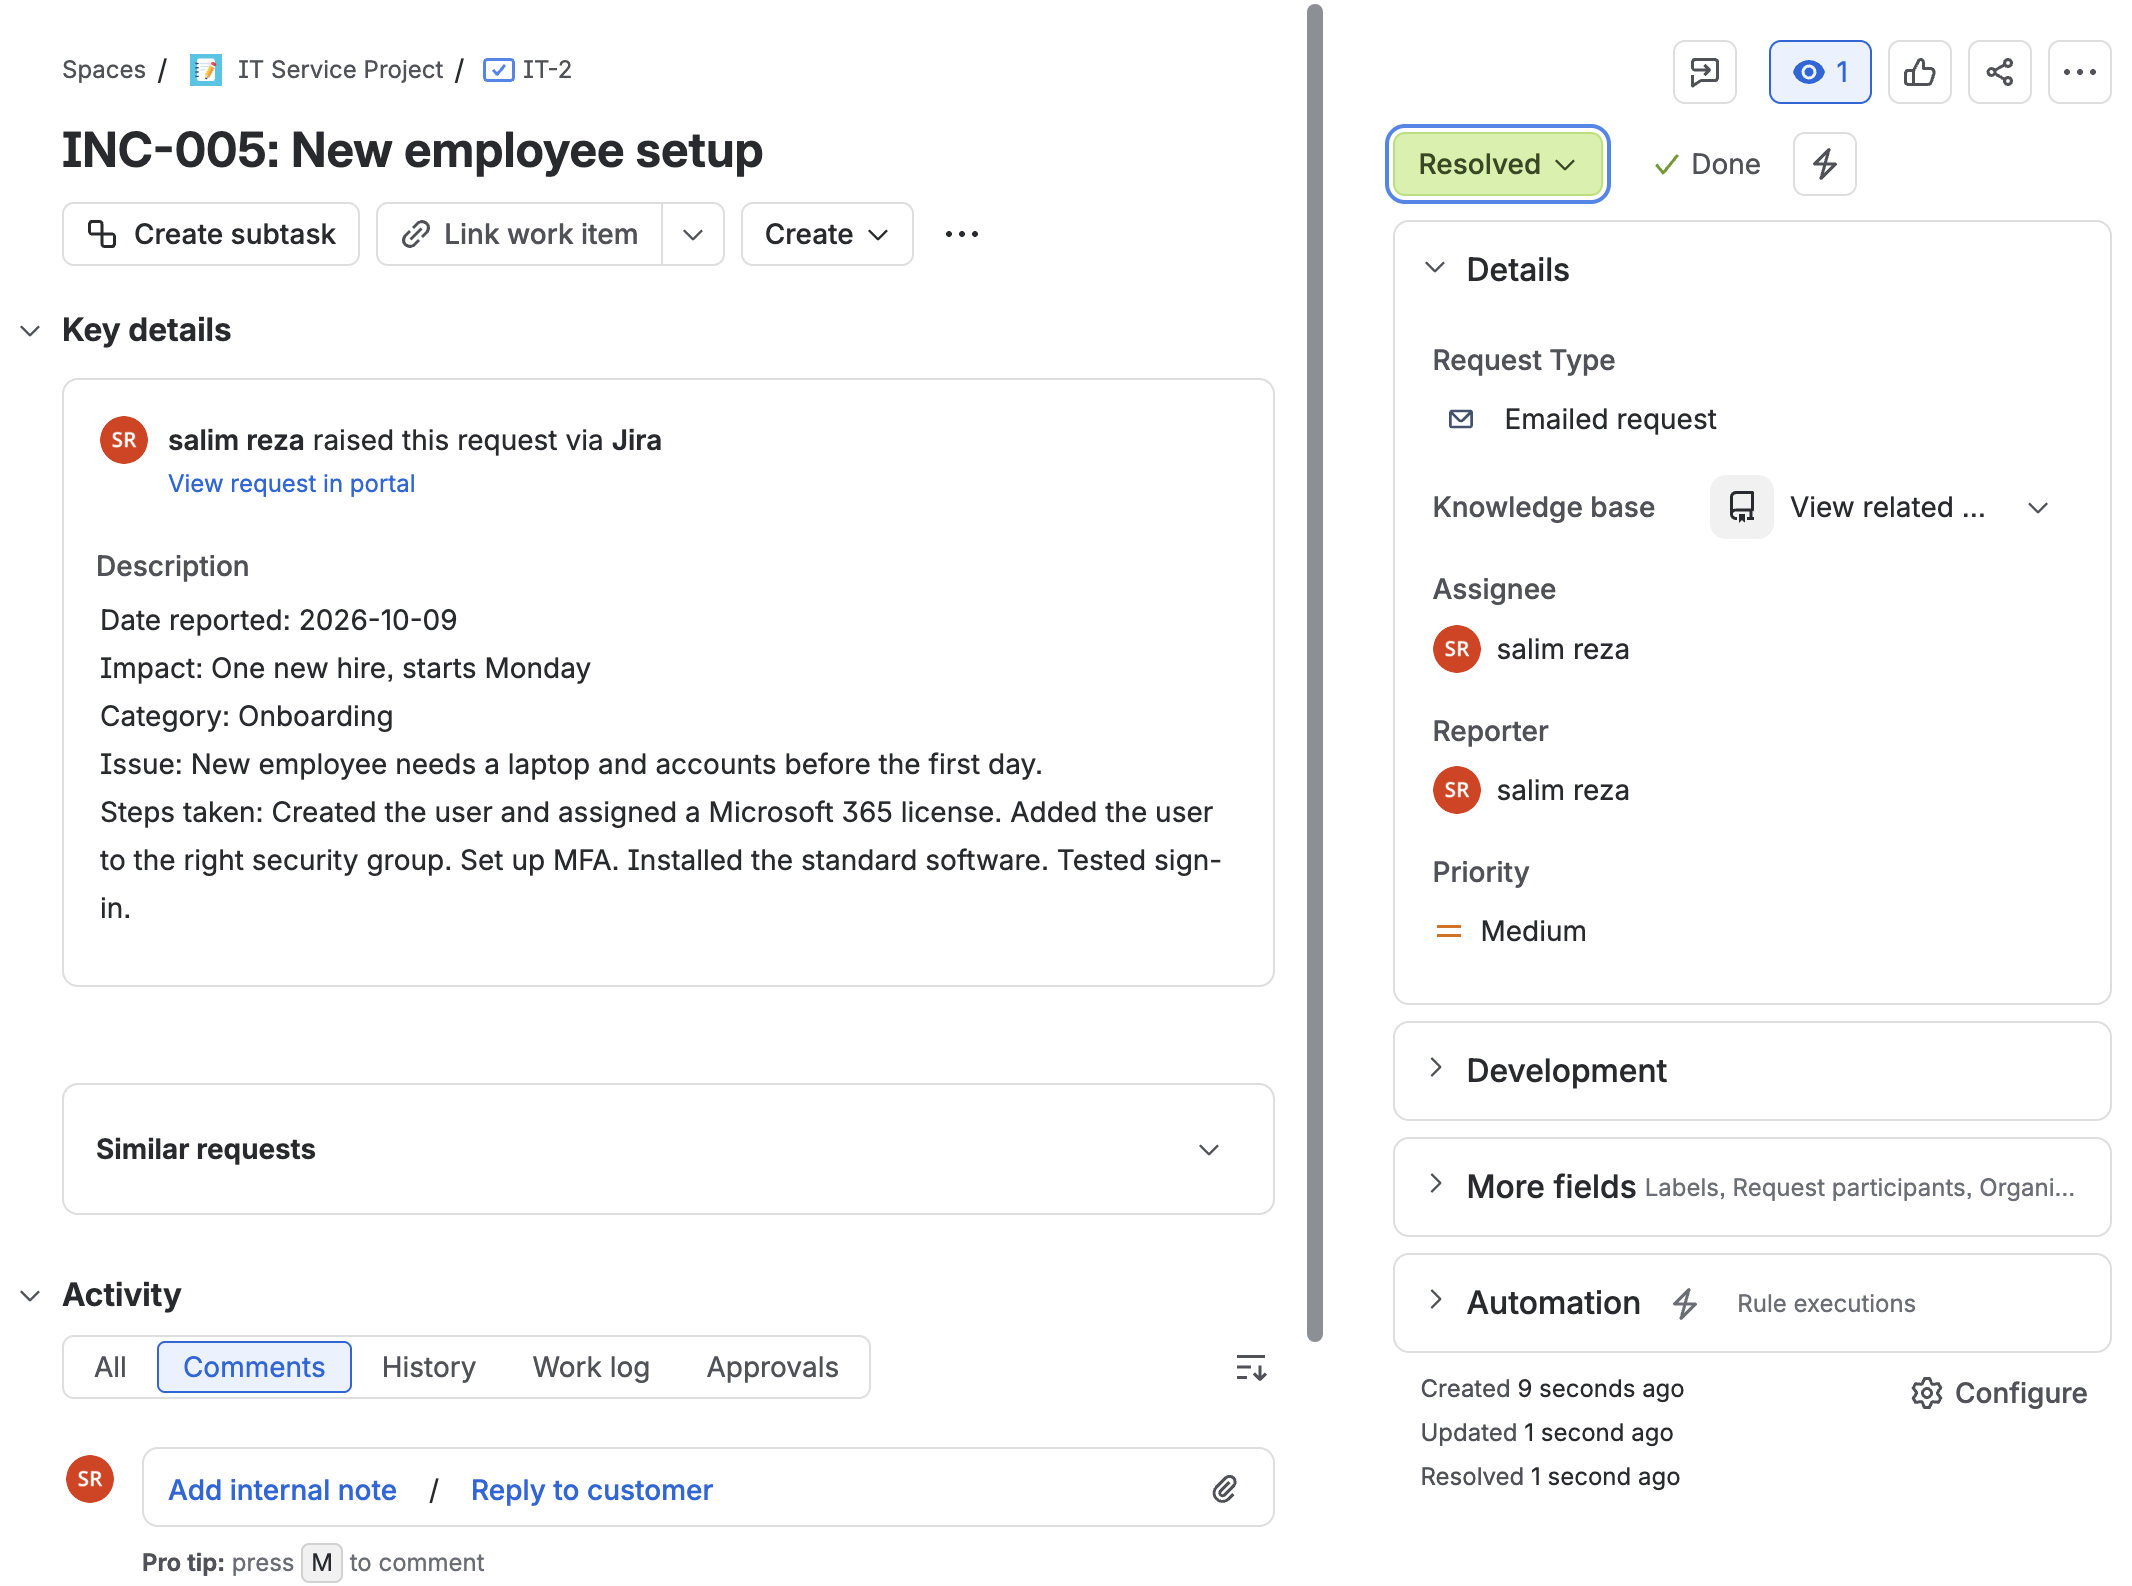 Spaces / IT Service Project / IT-2
INC-005: New employee setup
Create subtask
Link work item
Create
Key details
SR
salim reza raised this request via Jira
View request in portal
Description
Date reported: 2026-10-09
Impact: One new hire, starts Monday
Category: Onboarding
Issue: New employee needs a laptop and accounts before the first day.
Steps taken: Created the user and assigned a Microsoft 365 license. Added the user
to the right security group. Set up MFA. Installed the standard software. Tested sign-
in.
Similar requests
Activity
All
Comments
History
Work log
Approvals
SR
Add internal note / Reply to customer
Pro tip: press M to comment
1
Resolved
Done
Details
Request Type
Emailed request
Knowledge base
View related ...
Assignee
SR
salim reza
Reporter
SR
salim reza
Priority
Medium
Development
More fields Labels, Request participants, Organi...
Automation
Rule executions
Created 9 seconds ago
Configure
Updated 1 second ago
Resolved 1 second ago